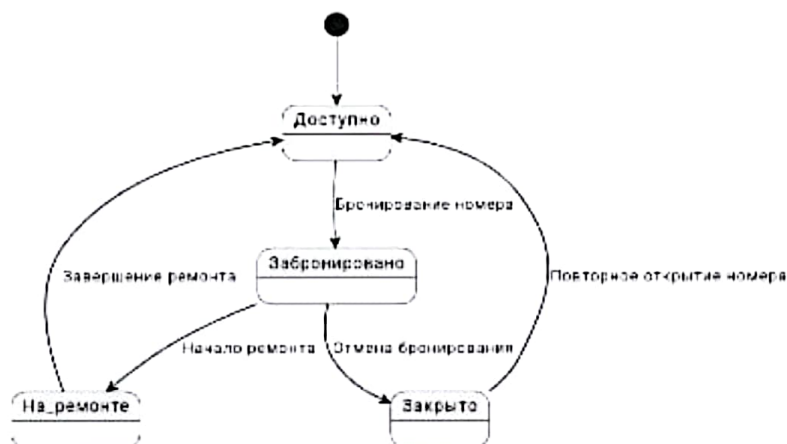 Доступно
Бронирование номера
Забронировано
Завершение ремонта
Повторное открытие номера
Начало ремонта
Отмена бронирования
На_ремонте
Закрыто